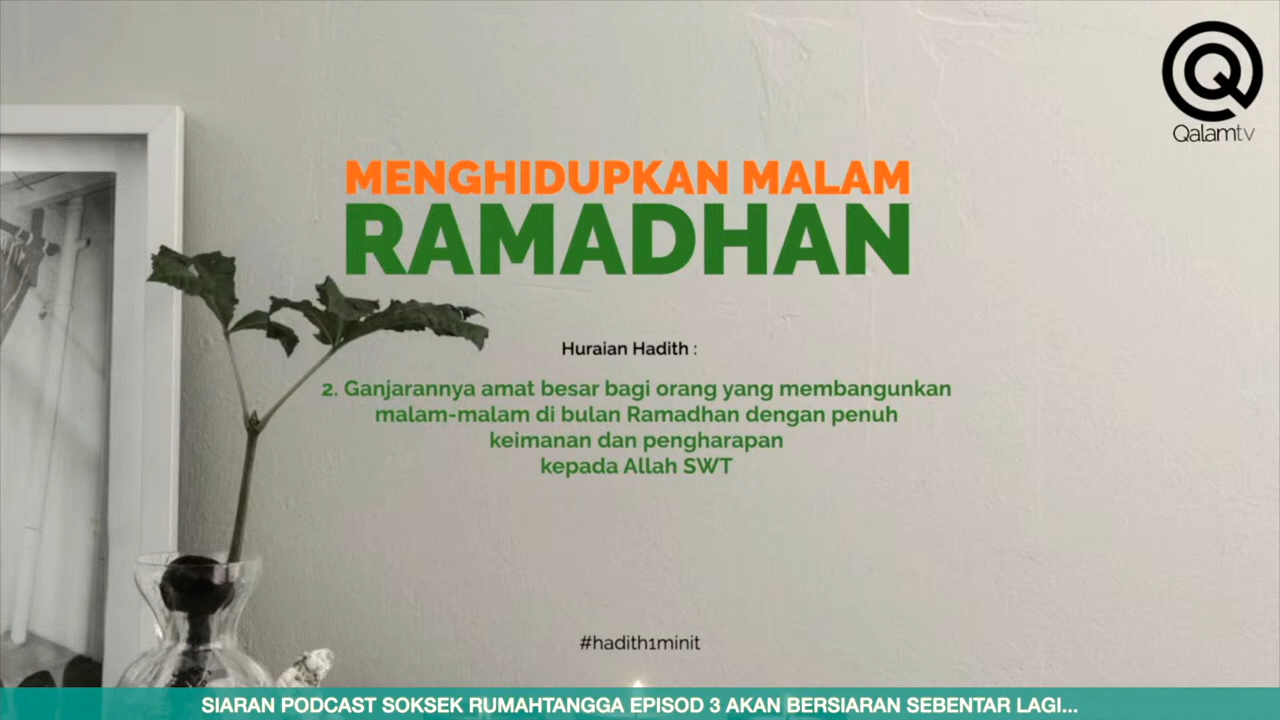 Qalamtv
MENGHIDUPKAN MALAM
RAMADHAN
Huraian Hadith :
2. Ganjarannya amat besar bagi orang yang membangunkan
malam-malam di bulan Ramadhan dengan penuh
keimanan dan pengharapan
kepada Allah SWT
#hadith1minit
SIARAN PODCAST SOKSEK RUMAHTANGGA EPISOD 3 AKAN BERSIARAN SEBENTAR LAGI...